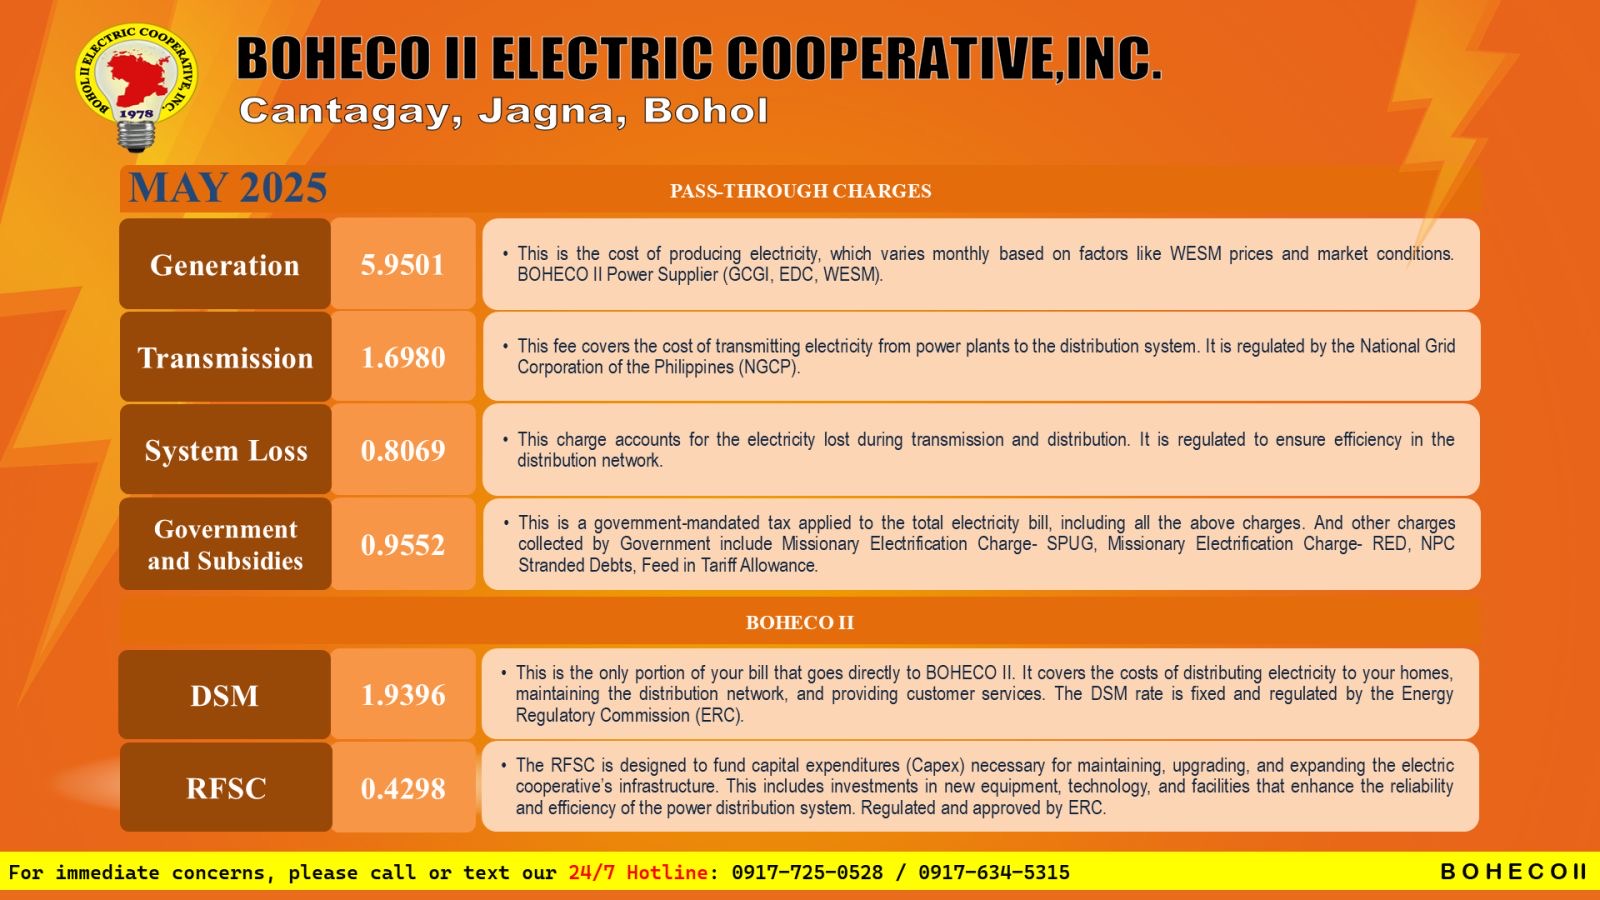 BOHOL II ELECTRIC COOPERATIVE, INC.
1978
BOHECO II ELECTRIC COOPERATIVE,INC.
Cantagay, Jagna, Bohol
MAY 2025
PASS-THROUGH CHARGES
Generation
5.9501
• This is the cost of producing electricity, which varies monthly based on factors like WESM prices and market conditions.
BOHECO II Power Supplier (GCGI, EDC, WESM).
Transmission
1.6980
• This fee covers the cost of transmitting electricity from power plants to the distribution system. It is regulated by the National Grid
Corporation of the Philippines (NGCP).
System Loss
0.8069
• This charge accounts for the electricity lost during transmission and distribution. It is regulated to ensure efficiency in the
distribution network.
Government
and Subsidies
0.9552
• This is a government-mandated tax applied to the total electricity bill, including all the above charges. And other charges
collected by Government include Missionary Electrification Charge- SPUG, Missionary Electrification Charge- RED, NPC
Stranded Debts, Feed in Tariff Allowance.
BOHECO II
DSM
1.9396
• This is the only portion of your bill that goes directly to BOHECO II. It covers the costs of distributing electricity to your homes,
maintaining the distribution network, and providing customer services. The DSM rate is fixed and regulated by the Energy
Regulatory Commission (ERC).
RFSC
0.4298
• The RFSC is designed to fund capital expenditures (Capex) necessary for maintaining, upgrading, and expanding the electric
cooperative's infrastructure. This includes investments in new equipment, technology, and facilities that enhance the reliability
and efficiency of the power distribution system. Regulated and approved by ERC.
For immediate concerns, please call or text our 24/7 Hotline: 0917-725-0528 / 0917-634-5315
BOHECOII